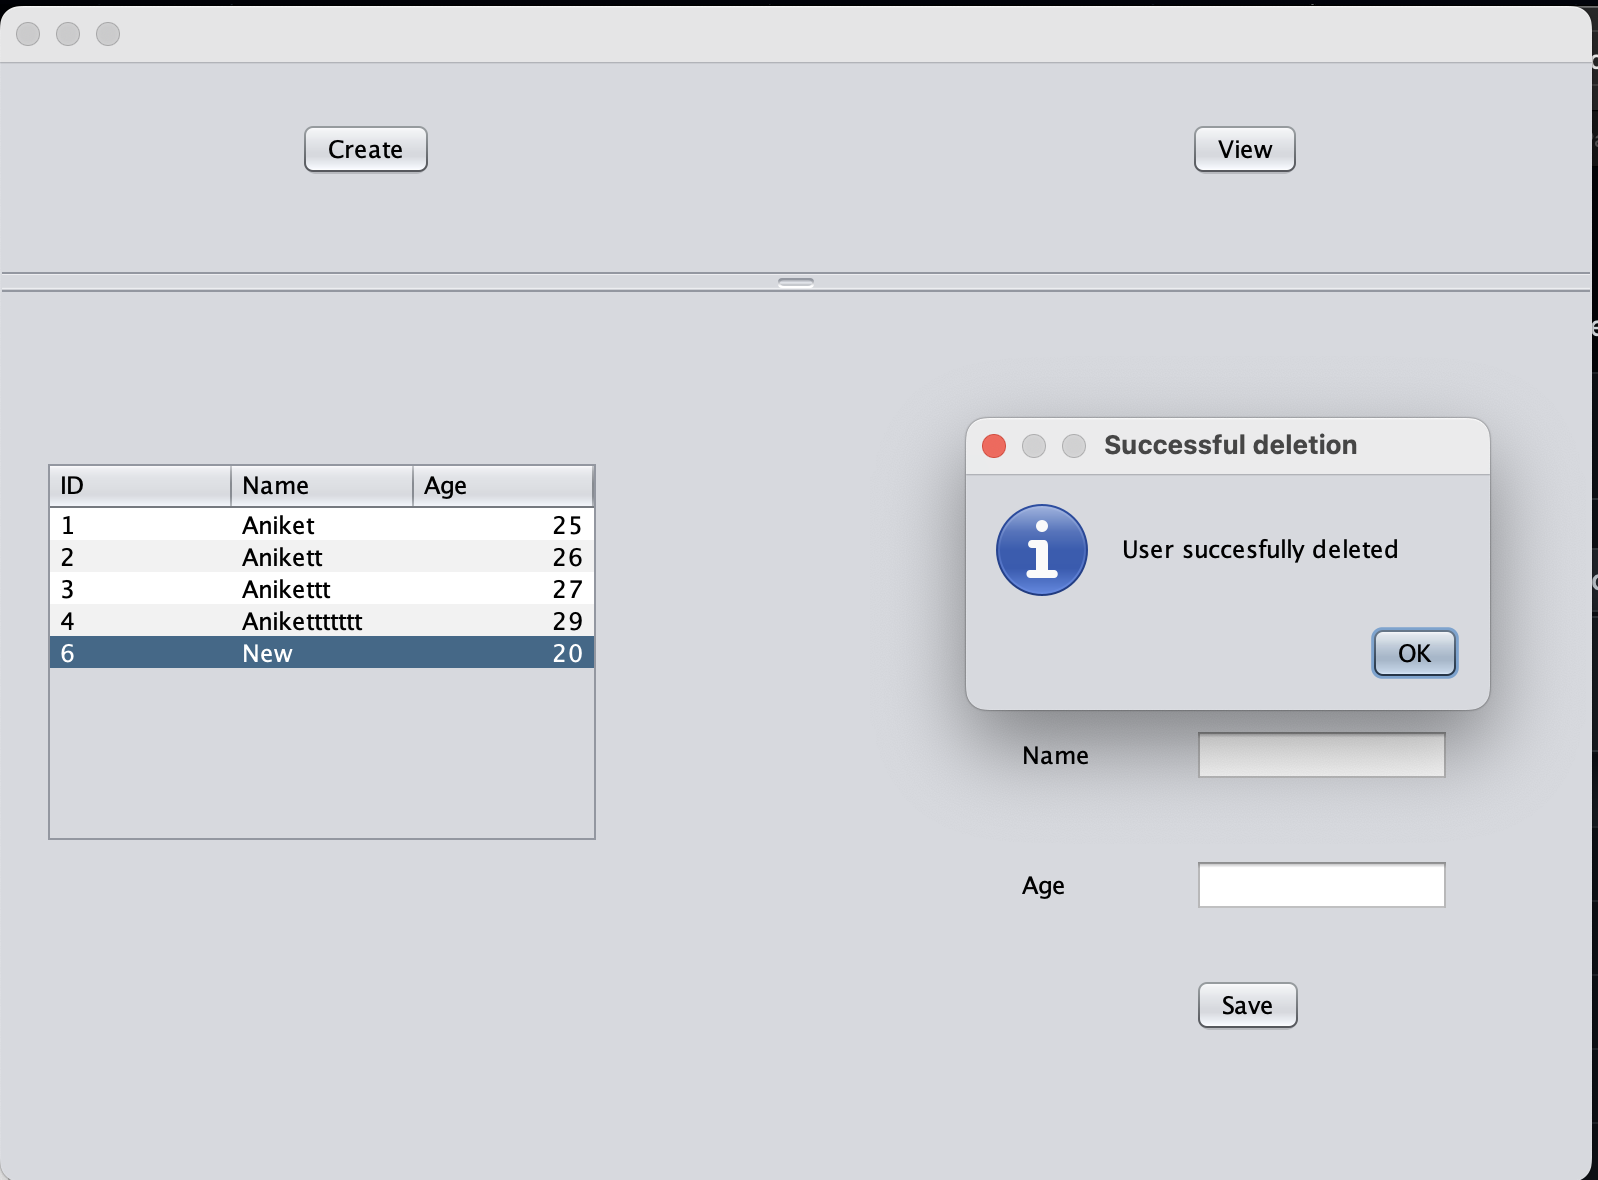 Create
View
Successful deletion
User succesfully deleted
OK
ID Name Age
1 Aniket 25
2 Anikett 26
3 Anikettt 27
4 Aniketttttttt 29
6 New 20
Name
Age
Save